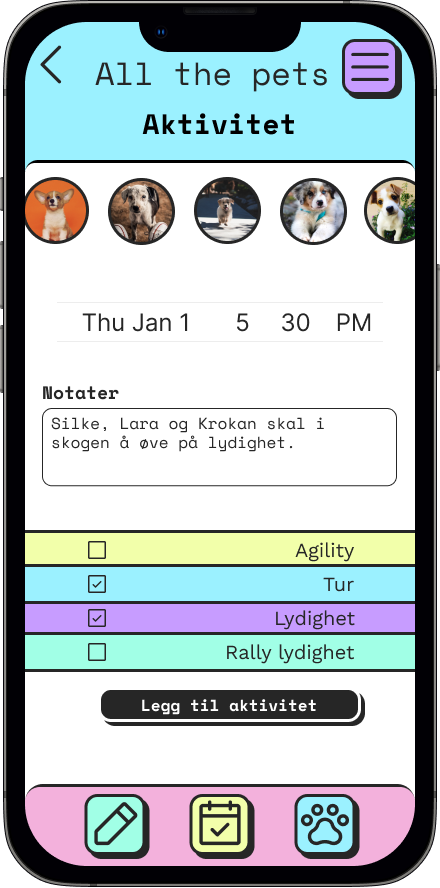 All the pets
Aktivitet
Thu Jan 1 5 30 PM
Notater
Silke, Lara og Krokan skal i
skogen å øve på lydighet.
Agility
Tur
Lydighet
Rally lydighet
Legg til aktivitet